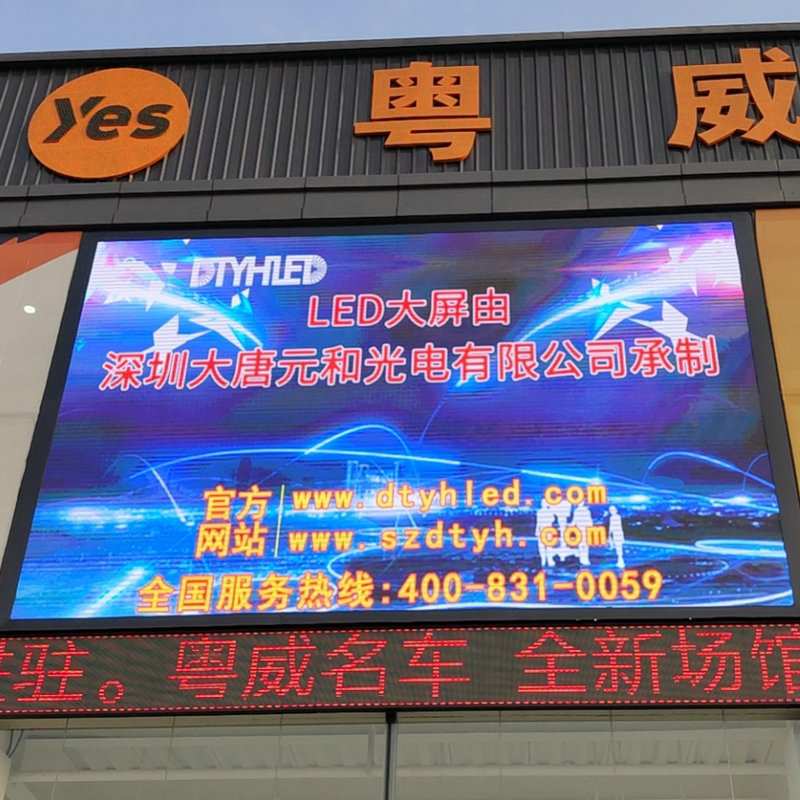 Yes 粤威
DTYHLED
LED大屏由
深圳大唐元和光电有限公司承制
官方网站
www.dtyhled.com
www.szdtyh.com
全国服务热线:400-831-0059
驻。粤威名车 全新场馆